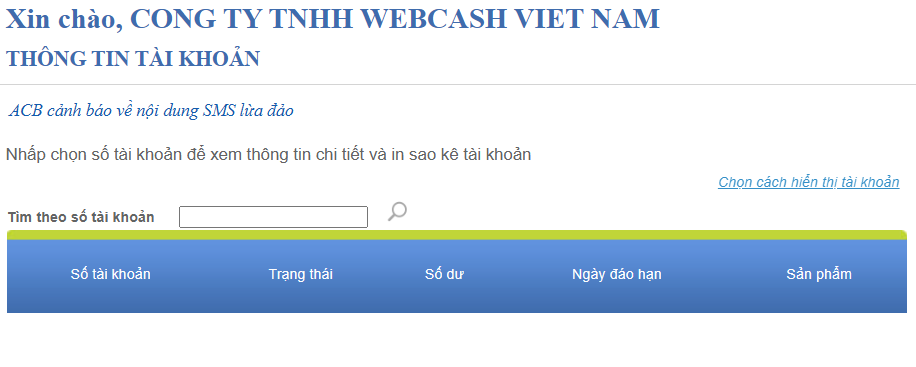 Xin chào, CONG TY TNHH WEBCASH VIET NAM
THÔNG TIN TÀI KHOẢN
ACB cảnh báo về nội dung SMS lừa đảo
Nhấp chọn số tài khoản để xem thông tin chi tiết và in sao kê tài khoản
Chọn cách hiển thị tài khoản
Tìm theo số tài khoản
Số tài khoản Trạng thái Số dư Ngày đáo hạn Sản phẩm